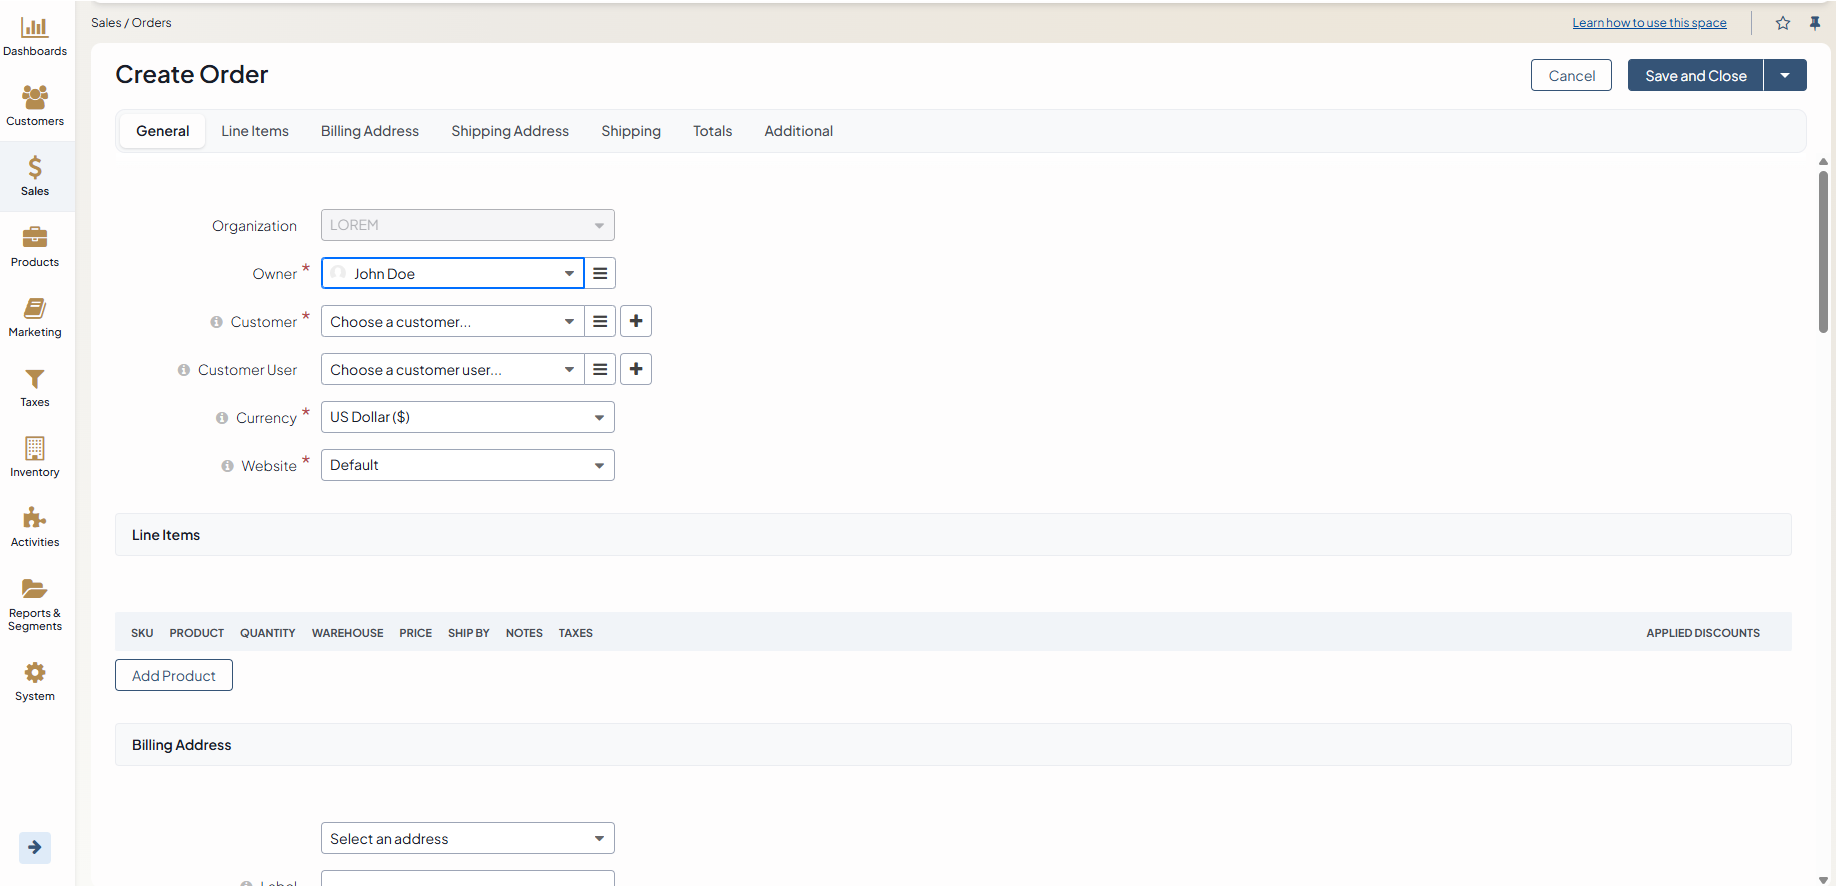 Sales / Orders
Learn how to use this space
Dashboards
Customers
Sales
Products
Marketing
Taxes
Inventory
Activities
Reports &
Segments
System
Create Order
Cancel
Save and Close
General
Line Items
Billing Address
Shipping Address
Shipping
Totals
Additional
Organization
LOREM
Owner *
John Doe
Customer *
Choose a customer...
Customer User
Choose a customer user...
Currency *
US Dollar ($)
Website *
Default
Line Items
SKU PRODUCT QUANTITY WAREHOUSE PRICE SHIP BY NOTES TAXES APPLIED DISCOUNTS
Add Product
Billing Address
Select an address
Label